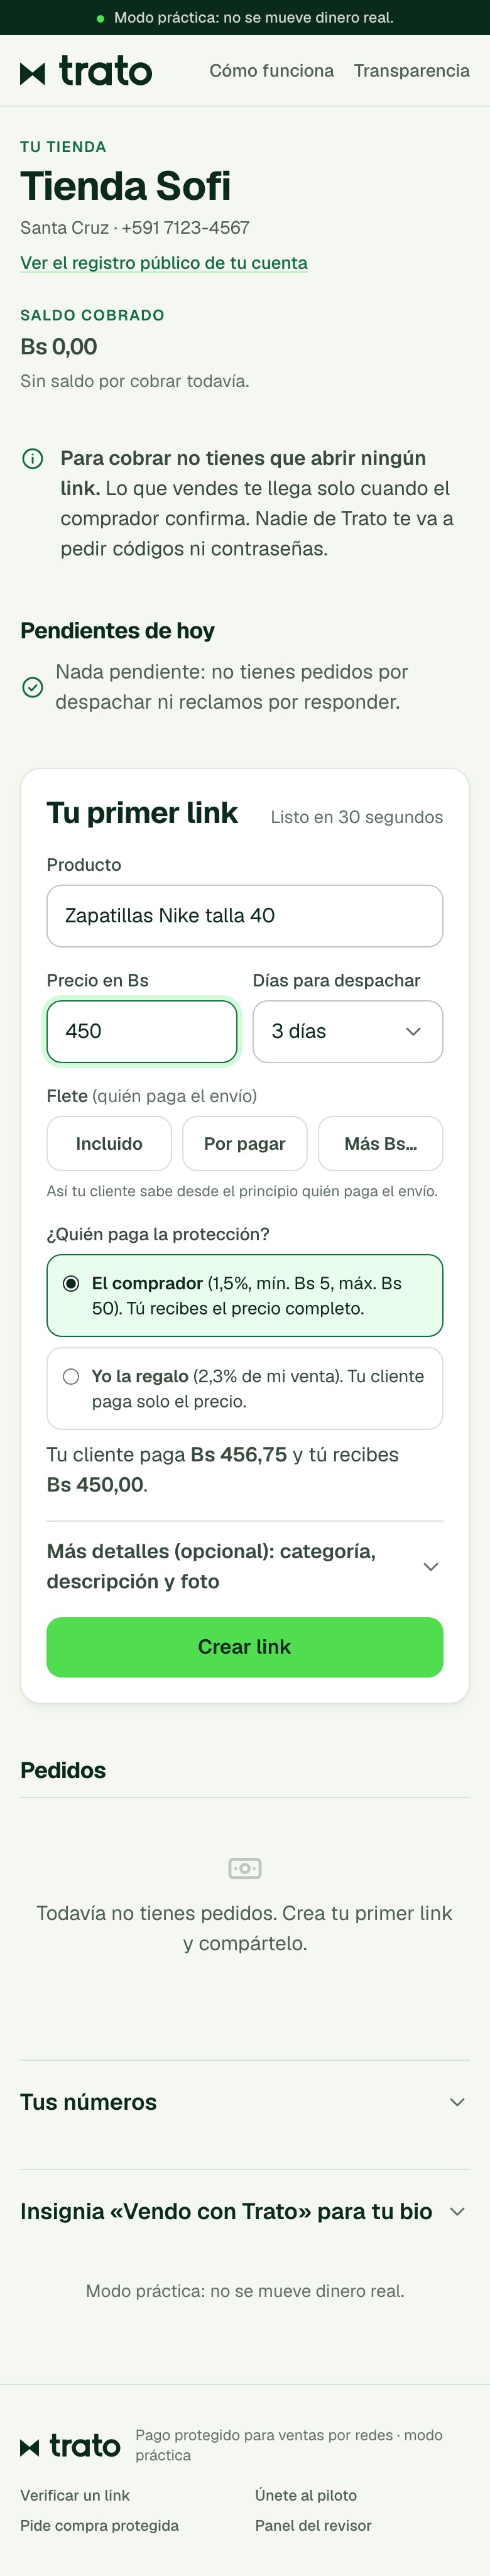 Modo práctica: no se mueve dinero real.
trato
Cómo funciona
Transparencia
TU TIENDA
Tienda Sofi
Santa Cruz · +591 7123-4567
Ver el registro público de tu cuenta
SALDO COBRADO
Bs 0,00
Sin saldo por cobrar todavía.
Para cobrar no tienes que abrir ningún
link. Lo que vendes te llega solo cuando el
comprador confirma. Nadie de Trato te va a
pedir códigos ni contraseñas.
Pendientes de hoy
Nada pendiente: no tienes pedidos por
despachar ni reclamos por responder.
Tu primer link
Listo en 30 segundos
Producto
Zapatillas Nike talla 40
Precio en Bs
Días para despachar
450
3 días
Flete (quién paga el envío)
Incluido
Por pagar
Más Bs...
Así tu cliente sabe desde el principio quién paga el envío.
¿Quién paga la protección?
El comprador (1,5%, mín. Bs 5, máx. Bs
50). Tú recibes el precio completo.
Yo la regalo (2,3% de mi venta). Tu cliente
paga solo el precio.
Tu cliente paga Bs 456,75 y tú recibes
Bs 450,00.
Más detalles (opcional): categoría,
descripción y foto
Crear link
Pedidos
Todavía no tienes pedidos. Crea tu primer link
y compártelo.
Tus números
Insignia «Vendo con Trato» para tu bio
Modo práctica: no se mueve dinero real.
trato
Pago protegido para ventas por redes · modo
práctica
Verificar un link
Únete al piloto
Pide compra protegida
Panel del revisor